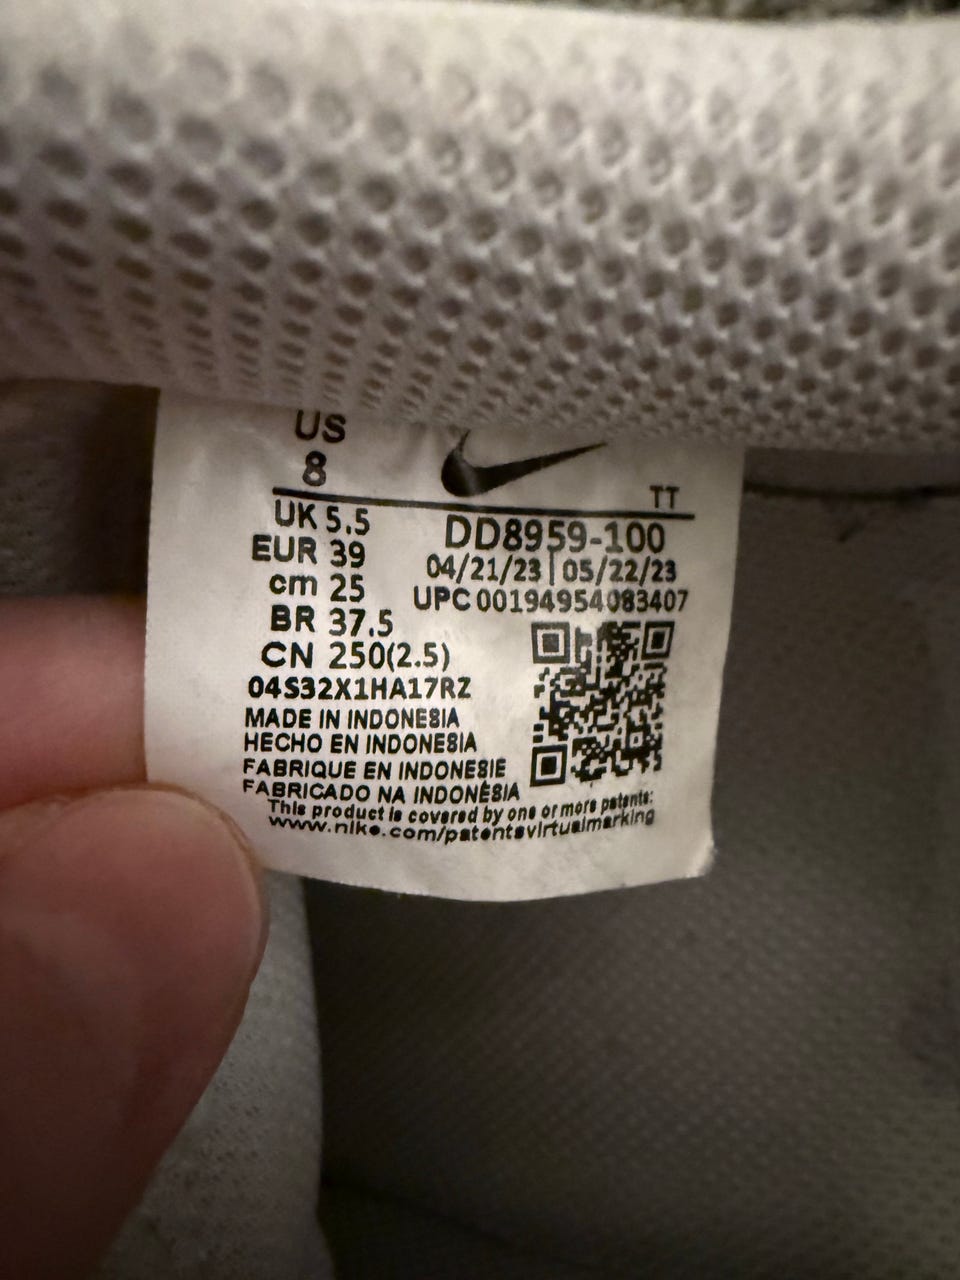 US
8
TT
UK 5.5
EUR 39
cm 25
BR 37.5
CN 250(2.5)
DD8959-100
04/21/23 | 05/22/23
UPC 00194954083407
04S32X1HA17RZ
MADE IN INDONESIA
HECHO EN INDONESIA
FABRIQUE EN INDONESIE
FABRICADO NA INDONÉSIA
This product is covered by one or more patents:
www.nike.com/patentsvirtualmarking